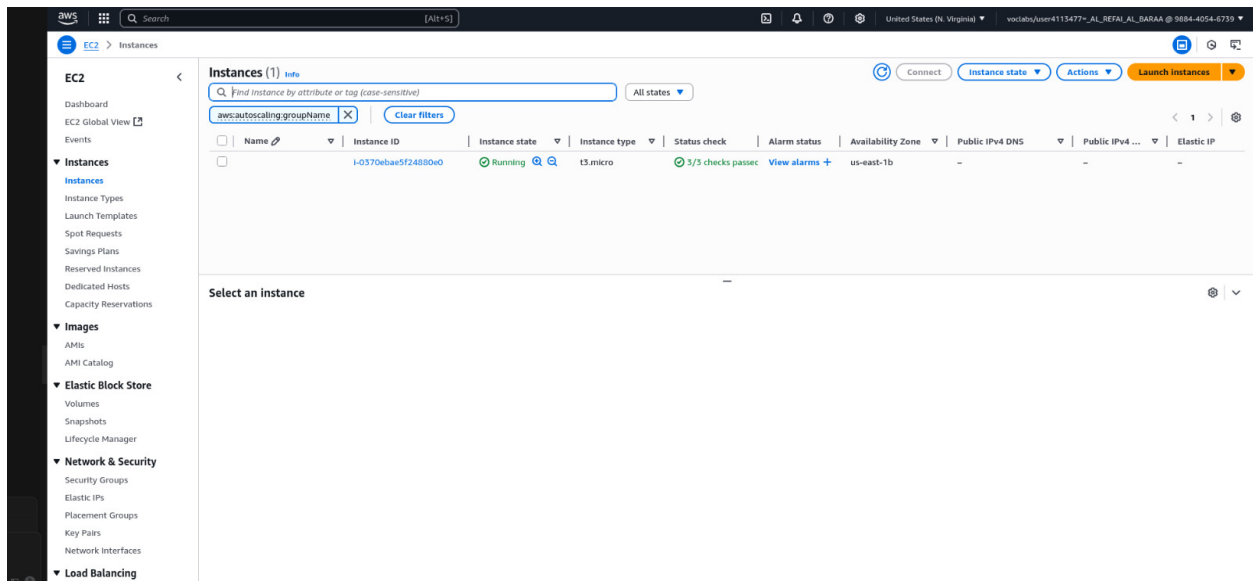 aws
Search [Alt+S]
United States (N. Virginia) ▼
voclabs/user4113477=_AL_REFAI_AL_BARAA @ 9884-4054-6739 ▼
EC2 > Instances
EC2
Dashboard
EC2 Global View
Events
▼ Instances
Instances
Instance Types
Launch Templates
Spot Requests
Savings Plans
Reserved Instances
Dedicated Hosts
Capacity Reservations
▼ Images
AMIs
AMI Catalog
▼ Elastic Block Store
Volumes
Snapshots
Lifecycle Manager
▼ Network & Security
Security Groups
Elastic IPs
Placement Groups
Key Pairs
Network Interfaces
▼ Load Balancing
Instances (1) Info
Connect
Instance state ▼
Actions ▼
Launch instances ▼
Find Instance by attribute or tag (case-sensitive)
All states ▼
aws:autoscaling:groupName X
Clear filters
< 1 >
Name | Instance ID | Instance state | Instance type | Status check | Alarm status | Availability Zone | Public IPv4 DNS | Public IPv4 ... | Elastic IP
i-0370ebae5f24880e0 Running t3.micro 3/3 checks passec View alarms + us-east-1b – – –
Select an instance